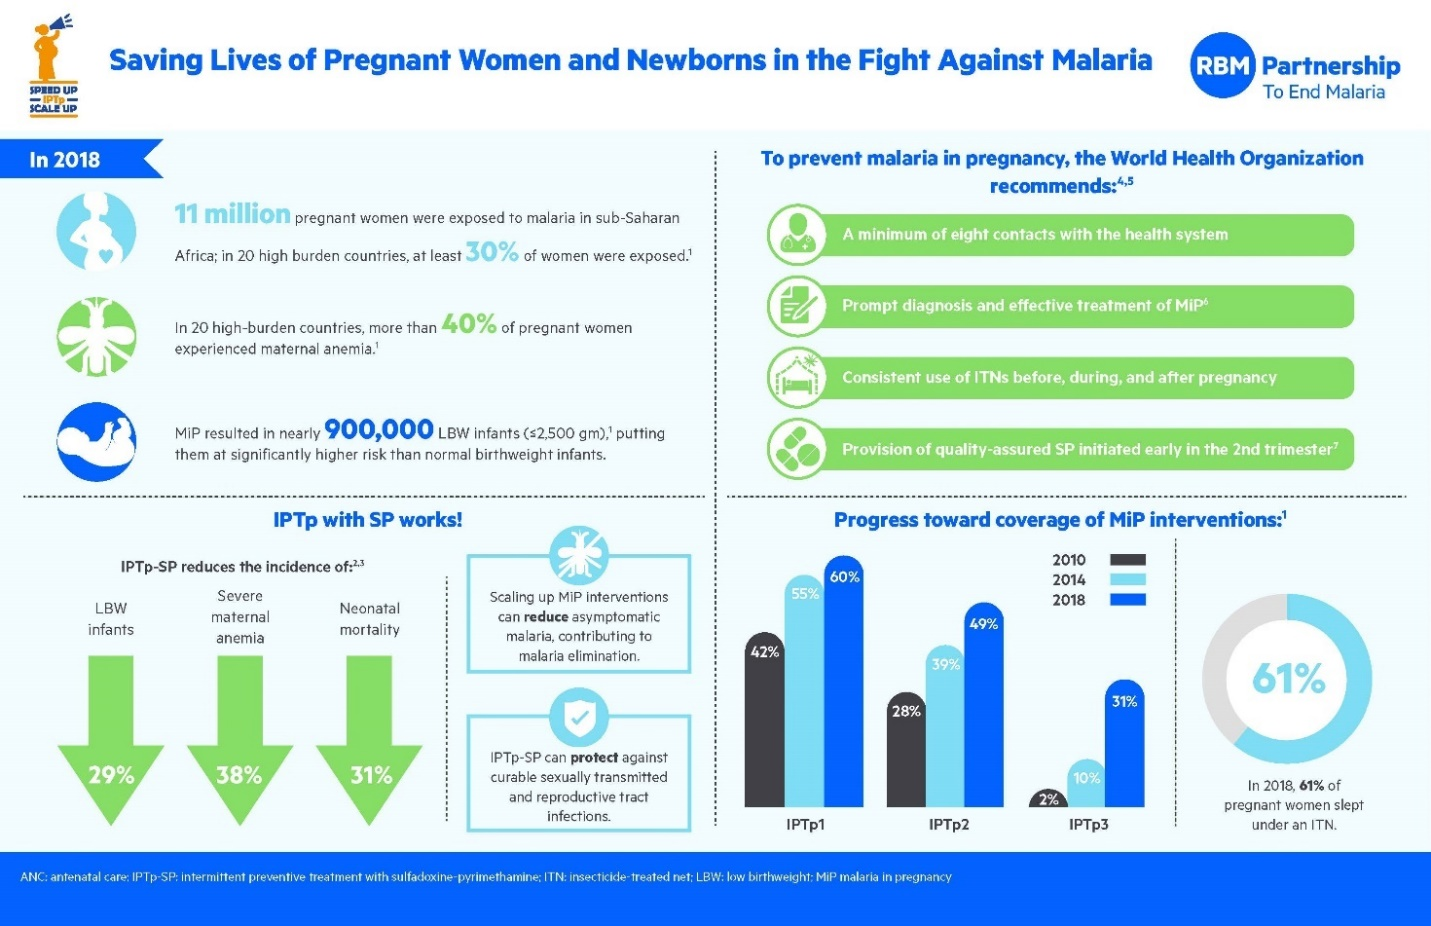 SPEED UP
IPTp
SCALE UP
Saving Lives of Pregnant Women and Newborns in the Fight Against Malaria
RBM Partnership
To End Malaria
In 2018
11 million pregnant women were exposed to malaria in sub-Saharan
Africa; in 20 high burden countries, at least 30% of women were exposed.¹
In 20 high-burden countries, more than 40% of pregnant women
experienced maternal anemia.¹
MiP resulted in nearly 900,000 LBW infants (≤2,500 gm),¹ putting
them at significantly higher risk than normal birthweight infants.
To prevent malaria in pregnancy, the World Health Organization
recommends:⁴,⁵
A minimum of eight contacts with the health system
Prompt diagnosis and effective treatment of MiP⁶
Consistent use of ITNs before, during, and after pregnancy
Provision of quality-assured SP initiated early in the 2nd trimester⁷
IPTp with SP works!
IPTp-SP reduces the incidence of:²,³
LBW
infants
29%
Severe
maternal
anemia
38%
Neonatal
mortality
31%
Scaling up MiP interventions
can reduce asymptomatic
malaria, contributing to
malaria elimination.
IPTp-SP can protect against
curable sexually transmitted
and reproductive tract
infections.
Progress toward coverage of MiP interventions:¹
2010
2014
2018
42%
55%
60%
IPTp1
28%
39%
49%
IPTp2
2%
10%
31%
IPTp3
61%
In 2018, 61% of
pregnant women slept
under an ITN.
ANC: antenatal care; IPTp-SP: intermittent preventive treatment with sulfadoxine-pyrimethamine; ITN: insecticide-treated net; LBW: low birthweight; MiP malaria in pregnancy